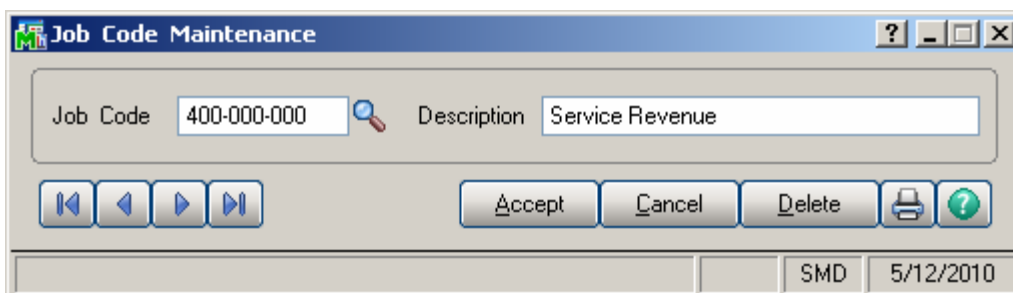 Job Code Maintenance
Job Code 400-000-000 Description Service Revenue
Accept Cancel Delete
SMD 5/12/2010